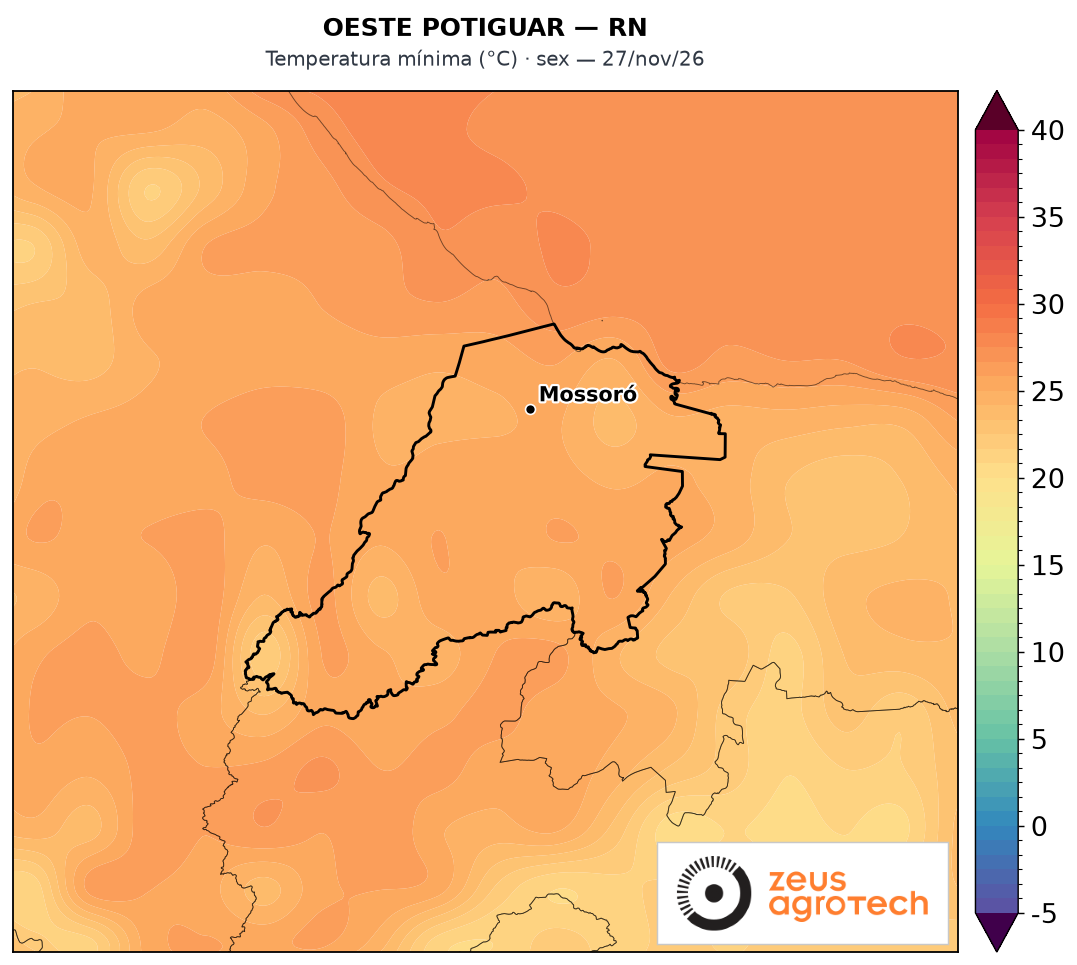 OESTE POTIGUAR — RN
Temperatura mínima (°C) · sex — 27/nov/26
Mossoró
40
35
30
25
20
15
10
5
0
-5
zeus
agrotech